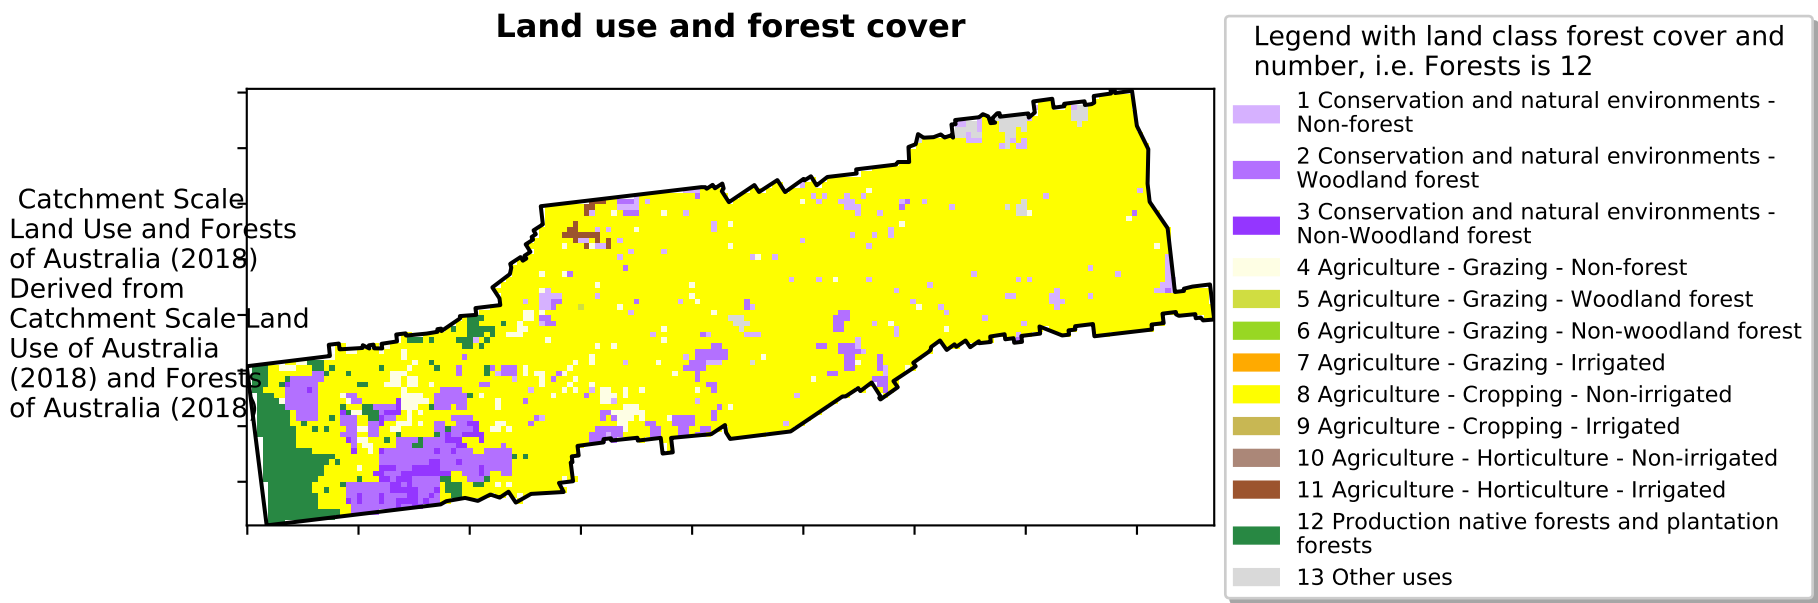 Land use and forest cover
Catchment Scale
Land Use and Forests
of Australia (2018)
Derived from
Catchment Scale Land
Use of Australia
(2018) and Forests
of Australia (2018)
Legend with land class forest cover and
number, i.e. Forests is 12
1 Conservation and natural environments -
Non-forest
2 Conservation and natural environments -
Woodland forest
3 Conservation and natural environments -
Non-Woodland forest
4 Agriculture - Grazing - Non-forest
5 Agriculture - Grazing - Woodland forest
6 Agriculture - Grazing - Non-woodland forest
7 Agriculture - Grazing - Irrigated
8 Agriculture - Cropping - Non-irrigated
9 Agriculture - Cropping - Irrigated
10 Agriculture - Horticulture - Non-irrigated
11 Agriculture - Horticulture - Irrigated
12 Production native forests and plantation
forests
13 Other uses